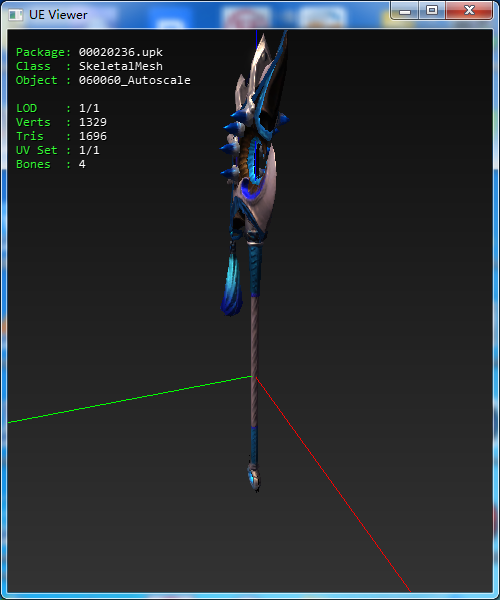 UE Viewer
Package: 00020236.upk
Class : SkeletalMesh
Object : 060060_Autoscale
LOD : 1/1
Verts : 1329
Tris : 1696
UV Set : 1/1
Bones : 4